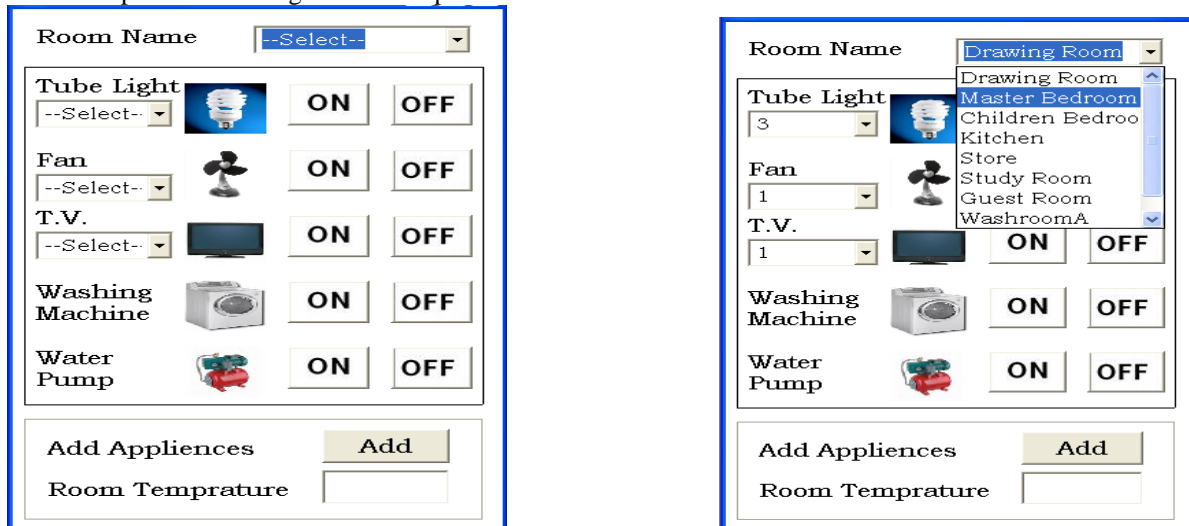 Room Name --Select--
Tube Light
--Select-- ON OFF
Fan
--Select-- ON OFF
T.V.
--Select-- ON OFF
Washing
Machine ON OFF
Water
Pump ON OFF
Add Appliences Add
Room Temprature
Room Name Drawing Room
Drawing Room
Master Bedroom
Children Bedroo
Kitchen
Store
Study Room
Guest Room
WashroomA
Tube Light
3
Fan
1
T.V.
1 ON OFF
Washing
Machine ON OFF
Water
Pump ON OFF
Add Appliences Add
Room Temprature